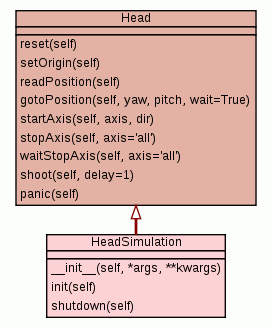 Head
reset(self)
setOrigin(self)
readPosition(self)
gotoPosition(self, yaw, pitch, wait=True)
startAxis(self, axis, dir)
stopAxis(self, axis='all')
waitStopAxis(self, axis='all')
shoot(self, delay=1)
panic(self)
HeadSimulation
__init__(self, *args, **kwargs)
init(self)
shutdown(self)